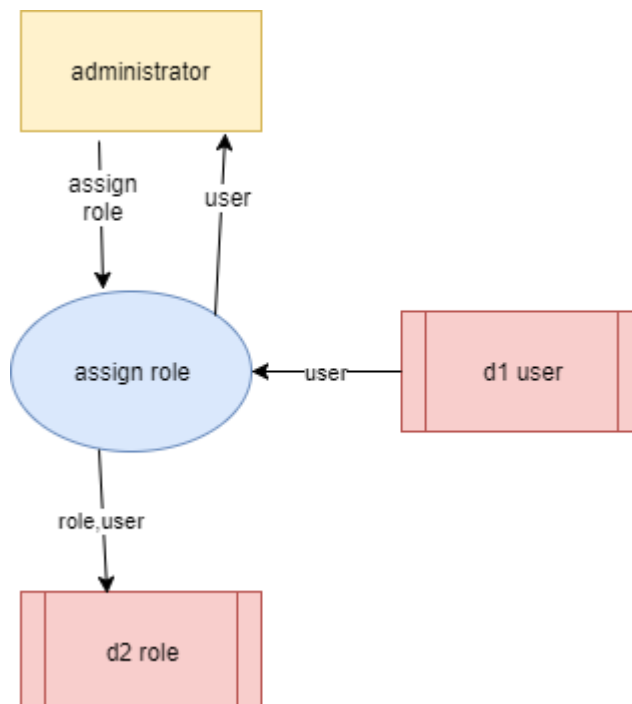 administrator
assign
role
user
assign role
user
d1 user
role,user
d2 role